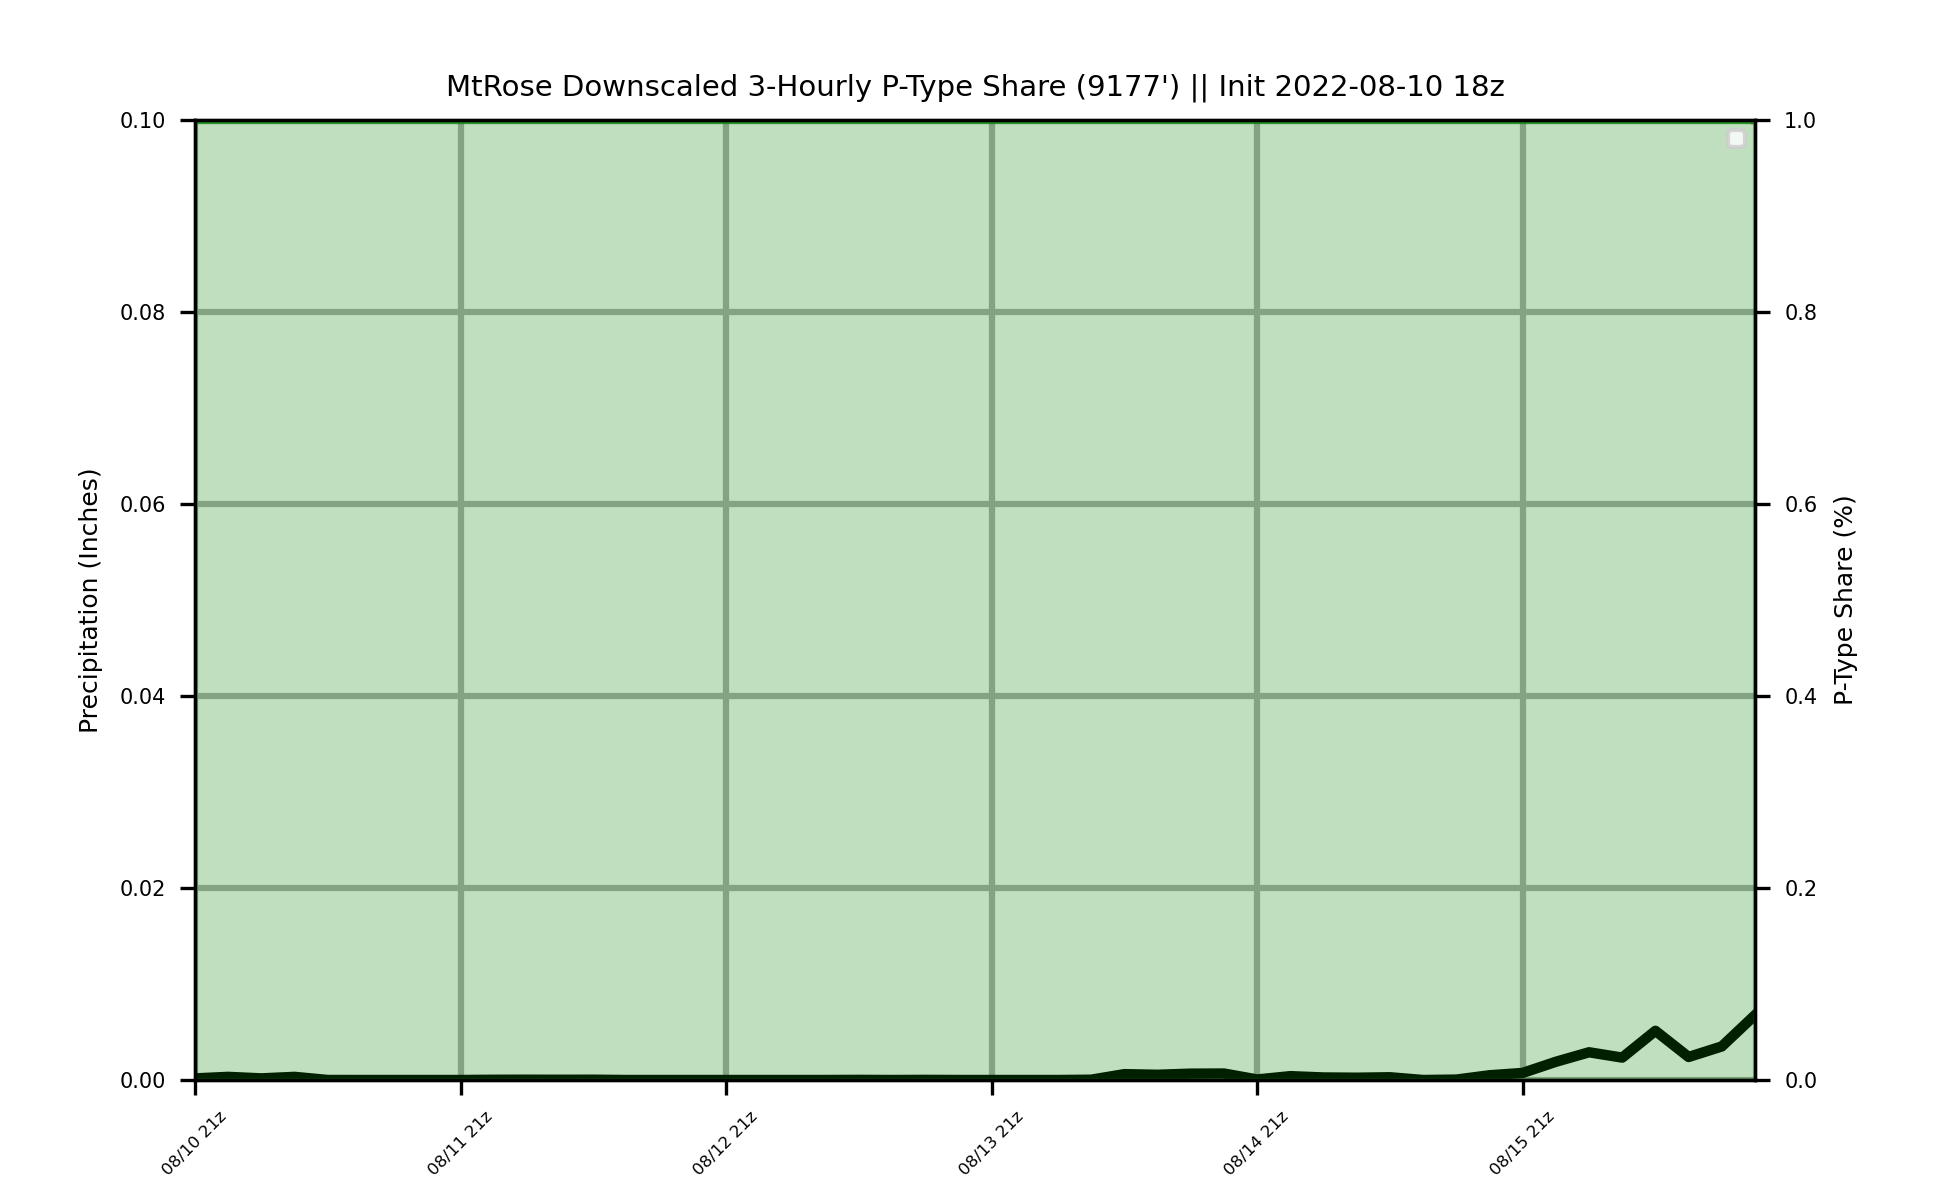 MtRose Downscaled 3-Hourly P-Type Share (9177') || Init 2022-08-10 18z
0.10
0.08
0.06
0.04
0.02
0.00
Precipitation (Inches)
1.0
0.8
0.6
0.4
0.2
0.0
P-Type Share (%)
08/10 21z
08/11 21z
08/12 21z
08/13 21z
08/14 21z
08/15 21z